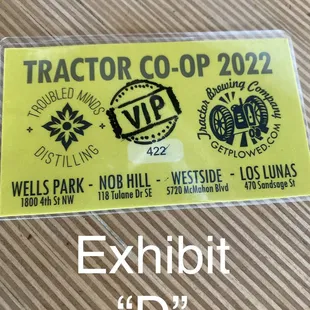 TRACTOR CO-OP 2022
TROUBLED MINDS
DISTILLING
VIP
422
Tractor Brewing Company
GETPLOWED.COM
WELLS PARK - NOB HILL - WESTSIDE - LOS LUNAS
1800 4th St NW 118 Tulane Dr SE 5720 McMahon Blvd 470 Sandsage St
Exhibit